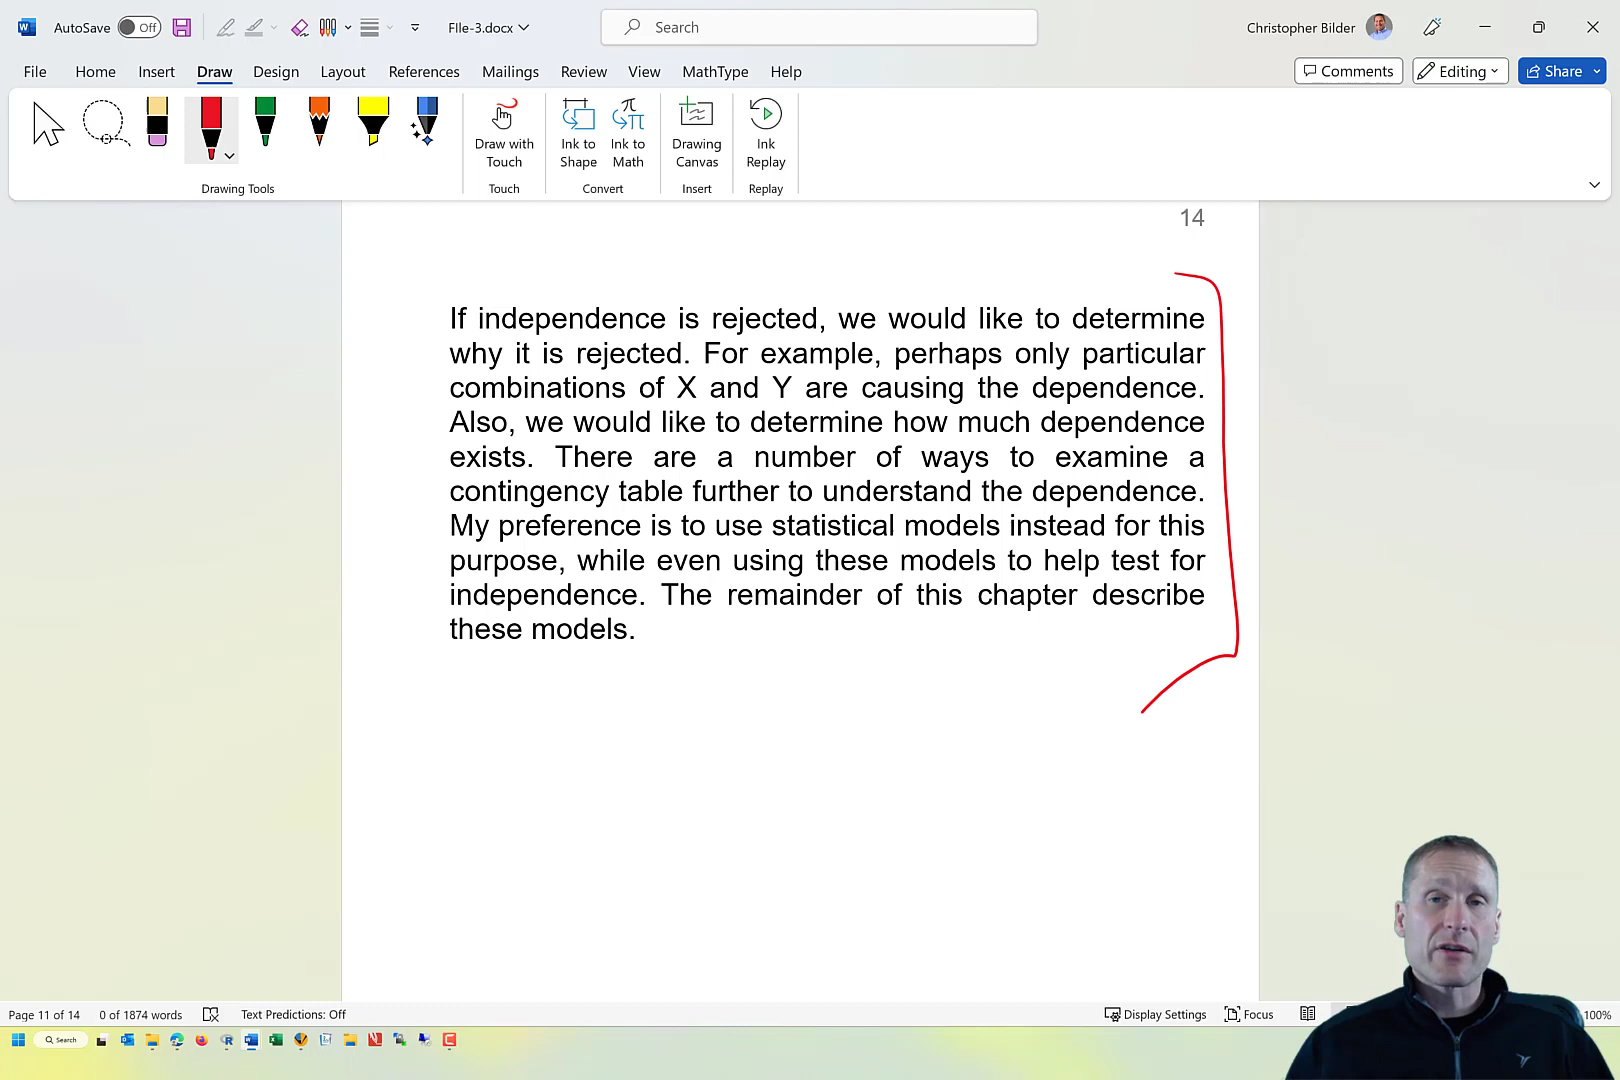 AutoSave Off FIle-3.docx Search Christopher Bilder
File Home Insert Draw Design Layout References Mailings Review View MathType Help Comments Editing Share
Draw with Touch
Ink to Shape
Ink to Math
Drawing Canvas
Ink Replay
Drawing Tools Touch Convert Insert Replay
14
If independence is rejected, we would like to determine
why it is rejected. For example, perhaps only particular
combinations of X and Y are causing the dependence.
Also, we would like to determine how much dependence
exists. There are a number of ways to examine a
contingency table further to understand the dependence.
My preference is to use statistical models instead for this
purpose, while even using these models to help test for
independence. The remainder of this chapter describe
these models.
Page 11 of 14 0 of 1874 words Text Predictions: Off Display Settings Focus 100%
Search